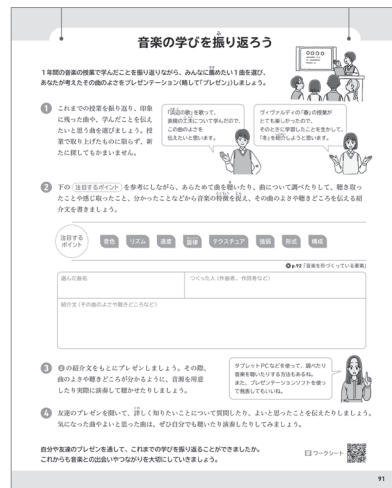 音楽の学びを振り返ろう
1年間の音楽の授業で学んだことを振り返りながら、みんなに薦めたい1曲を選び、
あなたが考えたその曲のよさをプレゼンテーション(略して「プレゼン」)しましょう。
1 これまでの授業を振り返り、印象
に残った曲や、学んだことを伝え
たいと思う曲を選びましょう。授
業で取り上げたものに限らず、新
たに探してもかまいません。
「浜辺の歌」を歌って、
表現の工夫について学んだので、
この曲のよさを
伝えたいと思います。
ヴィヴァルディの「春」の授業が
とても楽しかったので、
そのときに学習したことを生かして、
「冬」を紹介しようと思います。
2 下の 注目するポイント を参考にしながら、あらためて曲を聴いたり、曲について調べたりして、聴き取っ
たことや感じ取ったこと、分かったことなどから音楽の特徴を捉え、その曲のよさや聴きどころを伝える紹
介文を書きましょう。
注目する
ポイント
音色 リズム 速度 旋律 テクスチュア 強弱 形式 構成
p.92「音楽を形づくっている要素」
選んだ曲名 つくった人(作曲者、作詞者など)
紹介文(その曲のよさや聴きどころなど)
3 2の紹介文をもとにプレゼンしましょう。その際、
曲のよさや聴きどころが分かるように、音源を用意
したり実際に演奏して聴かせたりしましょう。
タブレットPCなどを使って、調べたり
音楽を聴いたりする方法もあるね。
また、プレゼンテーションソフトを使っ
て発表してもいいね。
4 友達のプレゼンを聞いて、詳しく知りたいことについて質問したり、よいと思ったことを伝えたりしましょう。
気になった曲やよいと思った曲は、ぜひ自分でも聴いたり演奏したりしてみましょう。
自分や友達のプレゼンを通して、これまでの学びを振り返ることができましたか。
これからも音楽との出会いやつながりを大切にしていきましょう。
ワークシート
91